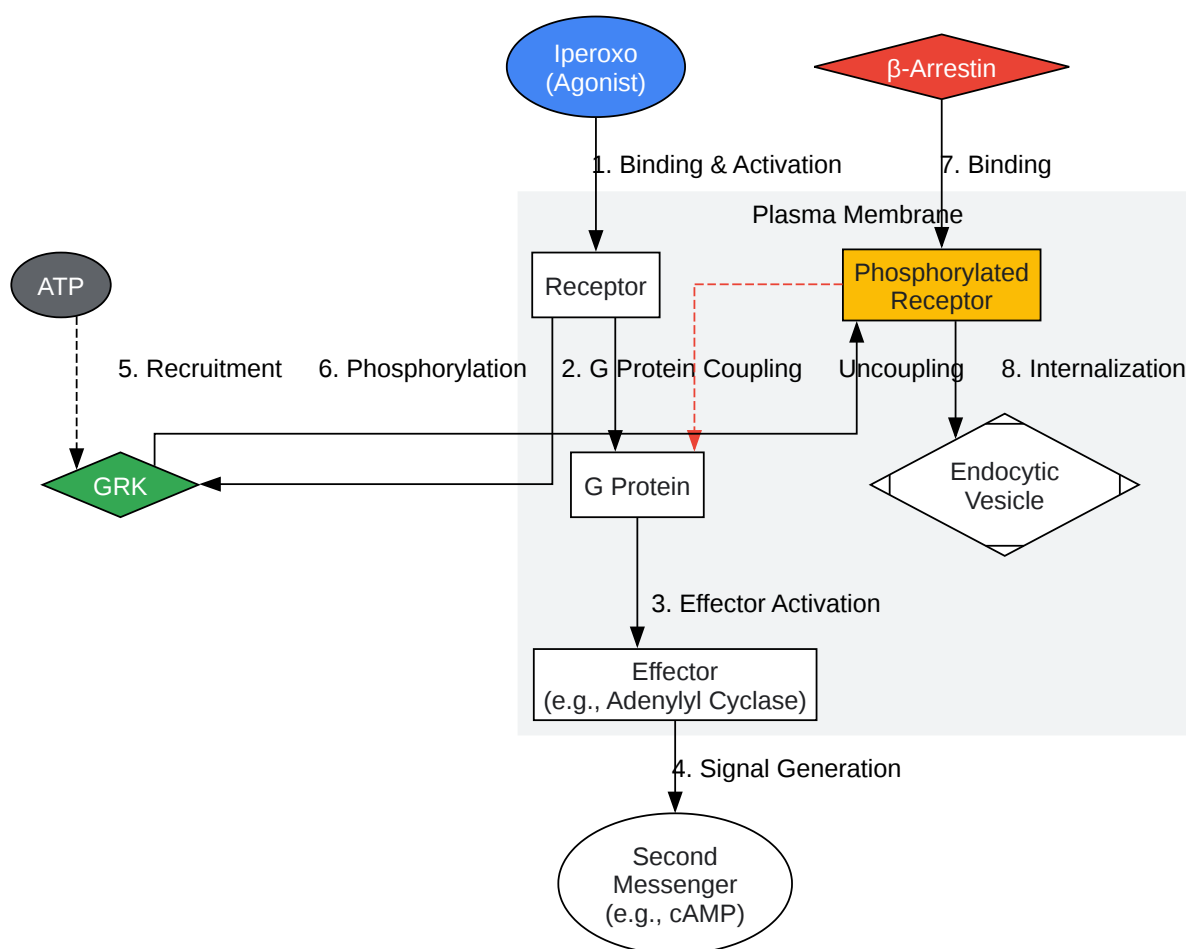 Iperoxo
(Agonist)
β-Arrestin
1. Binding & Activation
7. Binding
Plasma Membrane
ATP
Receptor
Phosphorylated
Receptor
5. Recruitment
6. Phosphorylation
2. G Protein Coupling
Uncoupling
8. Internalization
GRK
G Protein
Endocytic
Vesicle
3. Effector Activation
Effector
(e.g., Adenylyl Cyclase)
4. Signal Generation
Second
Messenger
(e.g., cAMP)